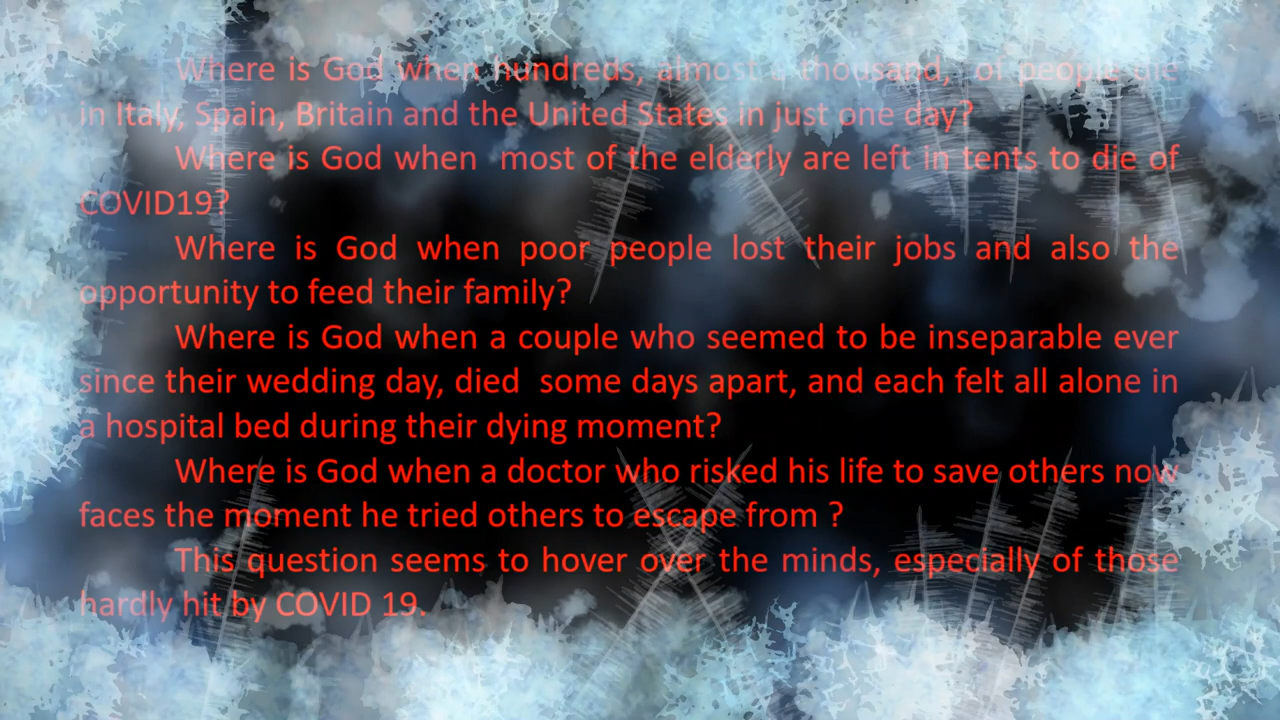 Where is God when hundreds, almost a thousand, of people die
in Italy, Spain, Britain and the United States in just one day?
Where is God when most of the elderly are left in tents to die of
COVID19?
Where is God when poor people lost their jobs and also the
opportunity to feed their family?
Where is God when a couple who seemed to be inseparable ever
since their wedding day, died some days apart, and each felt all alone in
a hospital bed during their dying moment?
Where is God when a doctor who risked his life to save others now
faces the moment he tried others to escape from ?
This question seems to hover over the minds, especially of those
hardly hit by COVID 19.